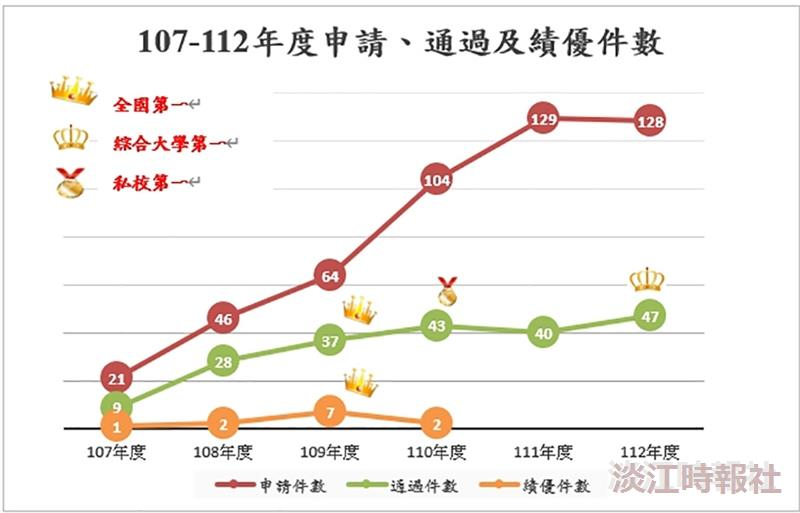 107-112年度申請、通過及績優件數
全國第一↵
綜合大學第一↵
私校第一↵
129
128
104
64
46
21
47
43
40
37
28
9
7
2
2
1
107年度
108年度
109年度
110年度
111年度
112年度
申請件數
通過件數
績優件數
淡江時報社